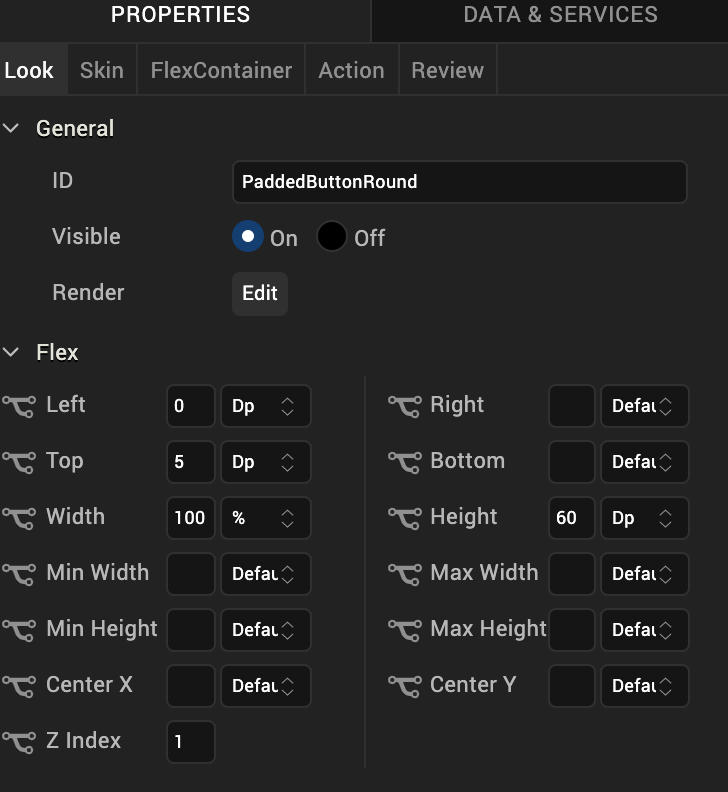 PROPERTIES DATA & SERVICES
Look Skin FlexContainer Action Review
General
ID PaddedButtonRound
Visible On Off
Render Edit
Flex
Left 0 Dp Right Defau
Top 5 Dp Bottom Defau
Width 100 % Height 60 Dp
Min Width Defau Max Width Defau
Min Height Defau Max Height Defau
Center X Defau Center Y Defau
Z Index 1